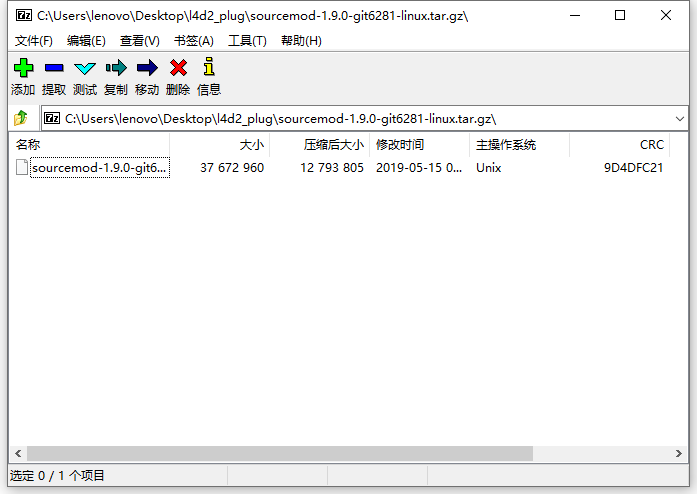 C:\Users\lenovo\Desktop\l4d2_plug\sourcemod-1.9.0-git6281-linux.tar.gz\
文件(F) 编辑(E) 查看(V) 书签(A) 工具(T) 帮助(H)
添加 提取 测试 复制 移动 删除 信息
C:\Users\lenovo\Desktop\l4d2_plug\sourcemod-1.9.0-git6281-linux.tar.gz\
名称 大小 压缩后大小 修改时间 主操作系统 CRC
sourcemod-1.9.0-git6... 37 672 960 12 793 805 2019-05-15 0... Unix 9D4DFC21
选定 0 / 1 个项目